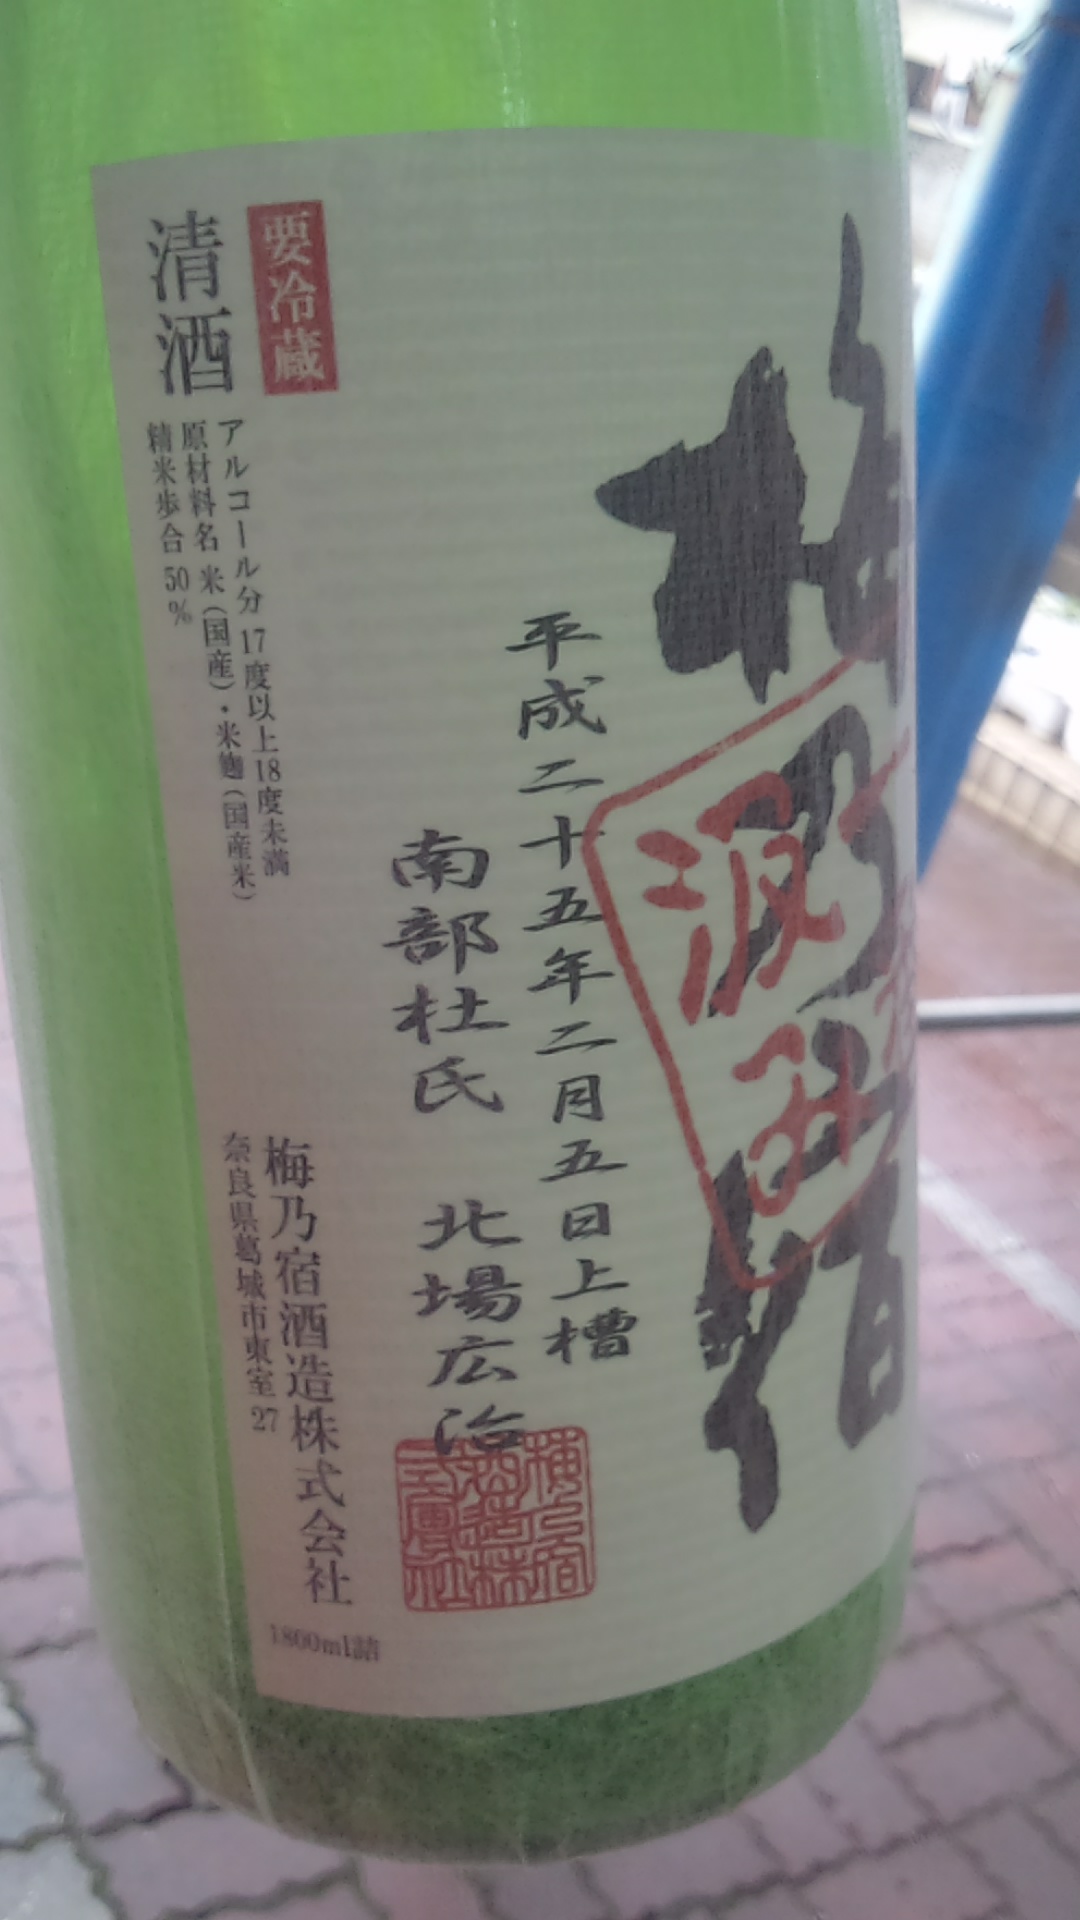 梅乃宿
平成二十五年二月五日上槽
南部杜氏 北場広治
要冷蔵
清酒
アルコール分 17度以上18度未満
原材料名 米(国産)・米麹(国産米)
精米歩合 50%
梅乃宿酒造株式会社
奈良県葛城市東室27
1800ml詰